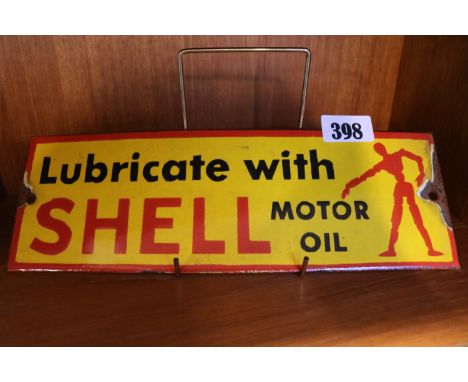 398
Lubricate with
SHELL MOTOR
OIL